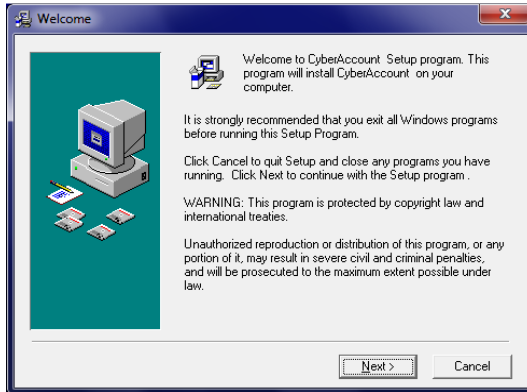 Welcome
Welcome to CyberAccount Setup program. This
program will install CyberAccount on your
computer.
It is strongly recommended that you exit all Windows programs
before running this Setup Program.
Click Cancel to quit Setup and close any programs you have
running. Click Next to continue with the Setup program .
WARNING: This program is protected by copyright law and
international treaties.
Unauthorized reproduction or distribution of this program, or any
portion of it, may result in severe civil and criminal penalties,
and will be prosecuted to the maximum extent possible under
law.
Next >
Cancel